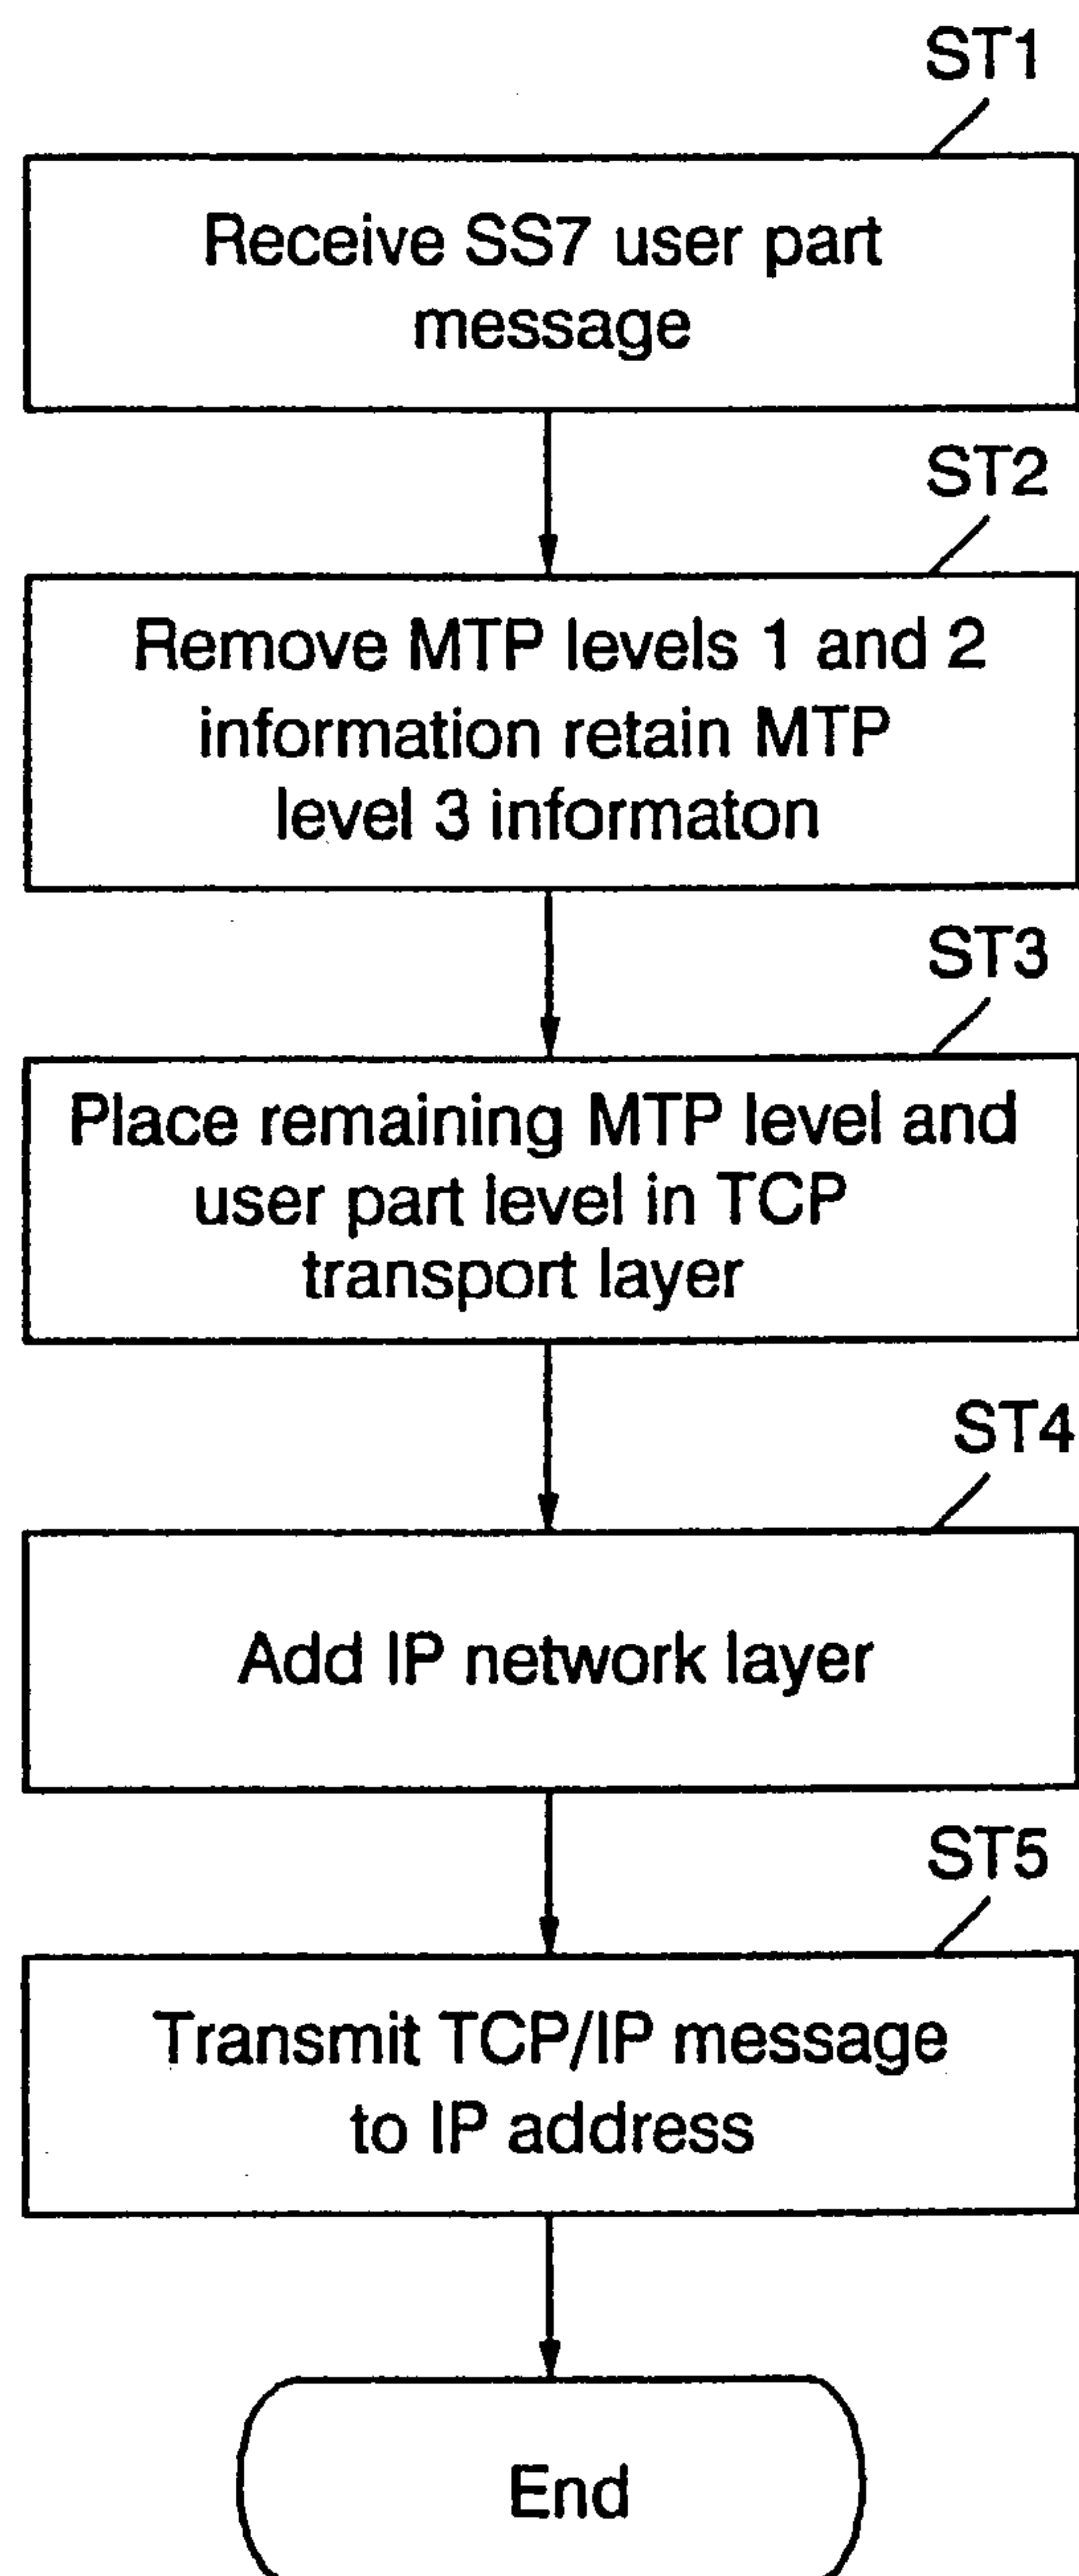 ST1
Receive SS7 user part
message
ST2
Remove MTP levels 1 and 2
information retain MTP
level 3 informaton
ST3
Place remaining MTP level and
user part level in TCP
transport layer
ST4
Add IP network layer
ST5
Transmit TCP/IP message
to IP address
End